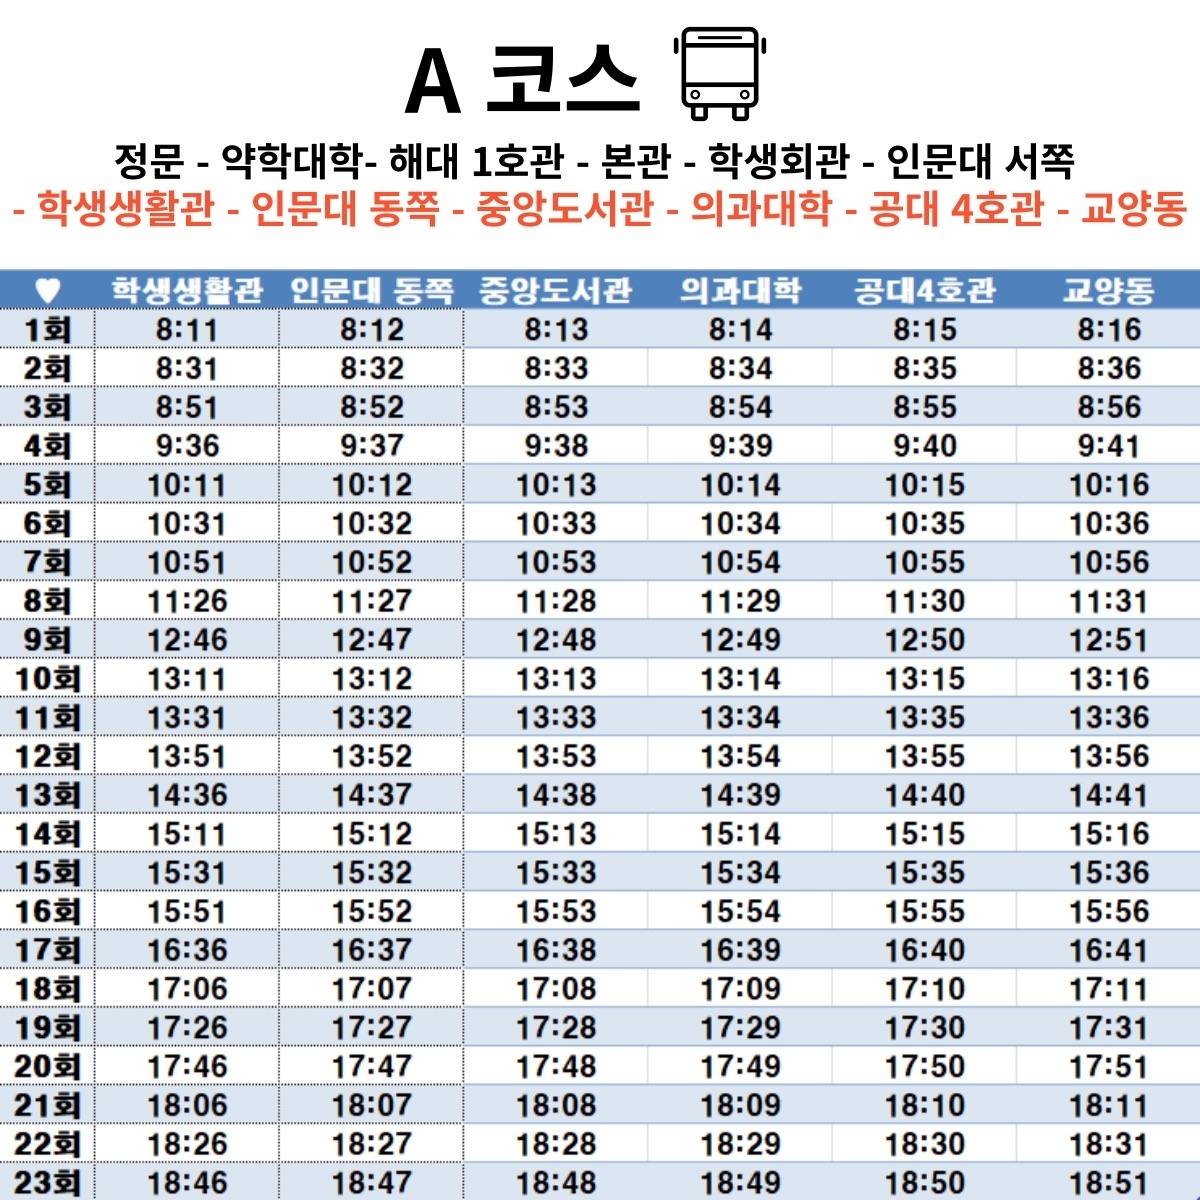 A 코스
정문 - 약학대학- 해대 1호관 - 본관 - 학생회관 - 인문대 서쪽
- 학생생활관 - 인문대 동쪽 - 중앙도서관 - 의과대학 - 공대 4호관 - 교양동
♥ 학생생활관 인문대 동쪽 중앙도서관 의과대학 공대4호관 교양동
1회 8:11 8:12 8:13 8:14 8:15 8:16
2회 8:31 8:32 8:33 8:34 8:35 8:36
3회 8:51 8:52 8:53 8:54 8:55 8:56
4회 9:36 9:37 9:38 9:39 9:40 9:41
5회 10:11 10:12 10:13 10:14 10:15 10:16
6회 10:31 10:32 10:33 10:34 10:35 10:36
7회 10:51 10:52 10:53 10:54 10:55 10:56
8회 11:26 11:27 11:28 11:29 11:30 11:31
9회 12:46 12:47 12:48 12:49 12:50 12:51
10회 13:11 13:12 13:13 13:14 13:15 13:16
11회 13:31 13:32 13:33 13:34 13:35 13:36
12회 13:51 13:52 13:53 13:54 13:55 13:56
13회 14:36 14:37 14:38 14:39 14:40 14:41
14회 15:11 15:12 15:13 15:14 15:15 15:16
15회 15:31 15:32 15:33 15:34 15:35 15:36
16회 15:51 15:52 15:53 15:54 15:55 15:56
17회 16:36 16:37 16:38 16:39 16:40 16:41
18회 17:06 17:07 17:08 17:09 17:10 17:11
19회 17:26 17:27 17:28 17:29 17:30 17:31
20회 17:46 17:47 17:48 17:49 17:50 17:51
21회 18:06 18:07 18:08 18:09 18:10 18:11
22회 18:26 18:27 18:28 18:29 18:30 18:31
23회 18:46 18:47 18:48 18:49 18:50 18:51